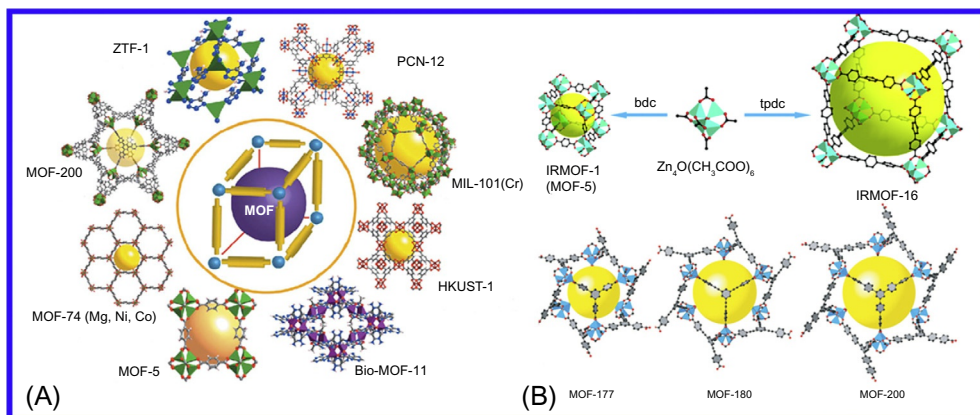 ZTF-1
PCN-12
MOF-200
MIL-101(Cr)
MOF
MOF-74 (Mg, Ni, Co)
HKUST-1
MOF-5
Bio-MOF-11
(A)
bdc
tpdc
IRMOF-1
(MOF-5)
Zn₄O(CH₃COO)₆
IRMOF-16
MOF-177
MOF-180
MOF-200
(B)